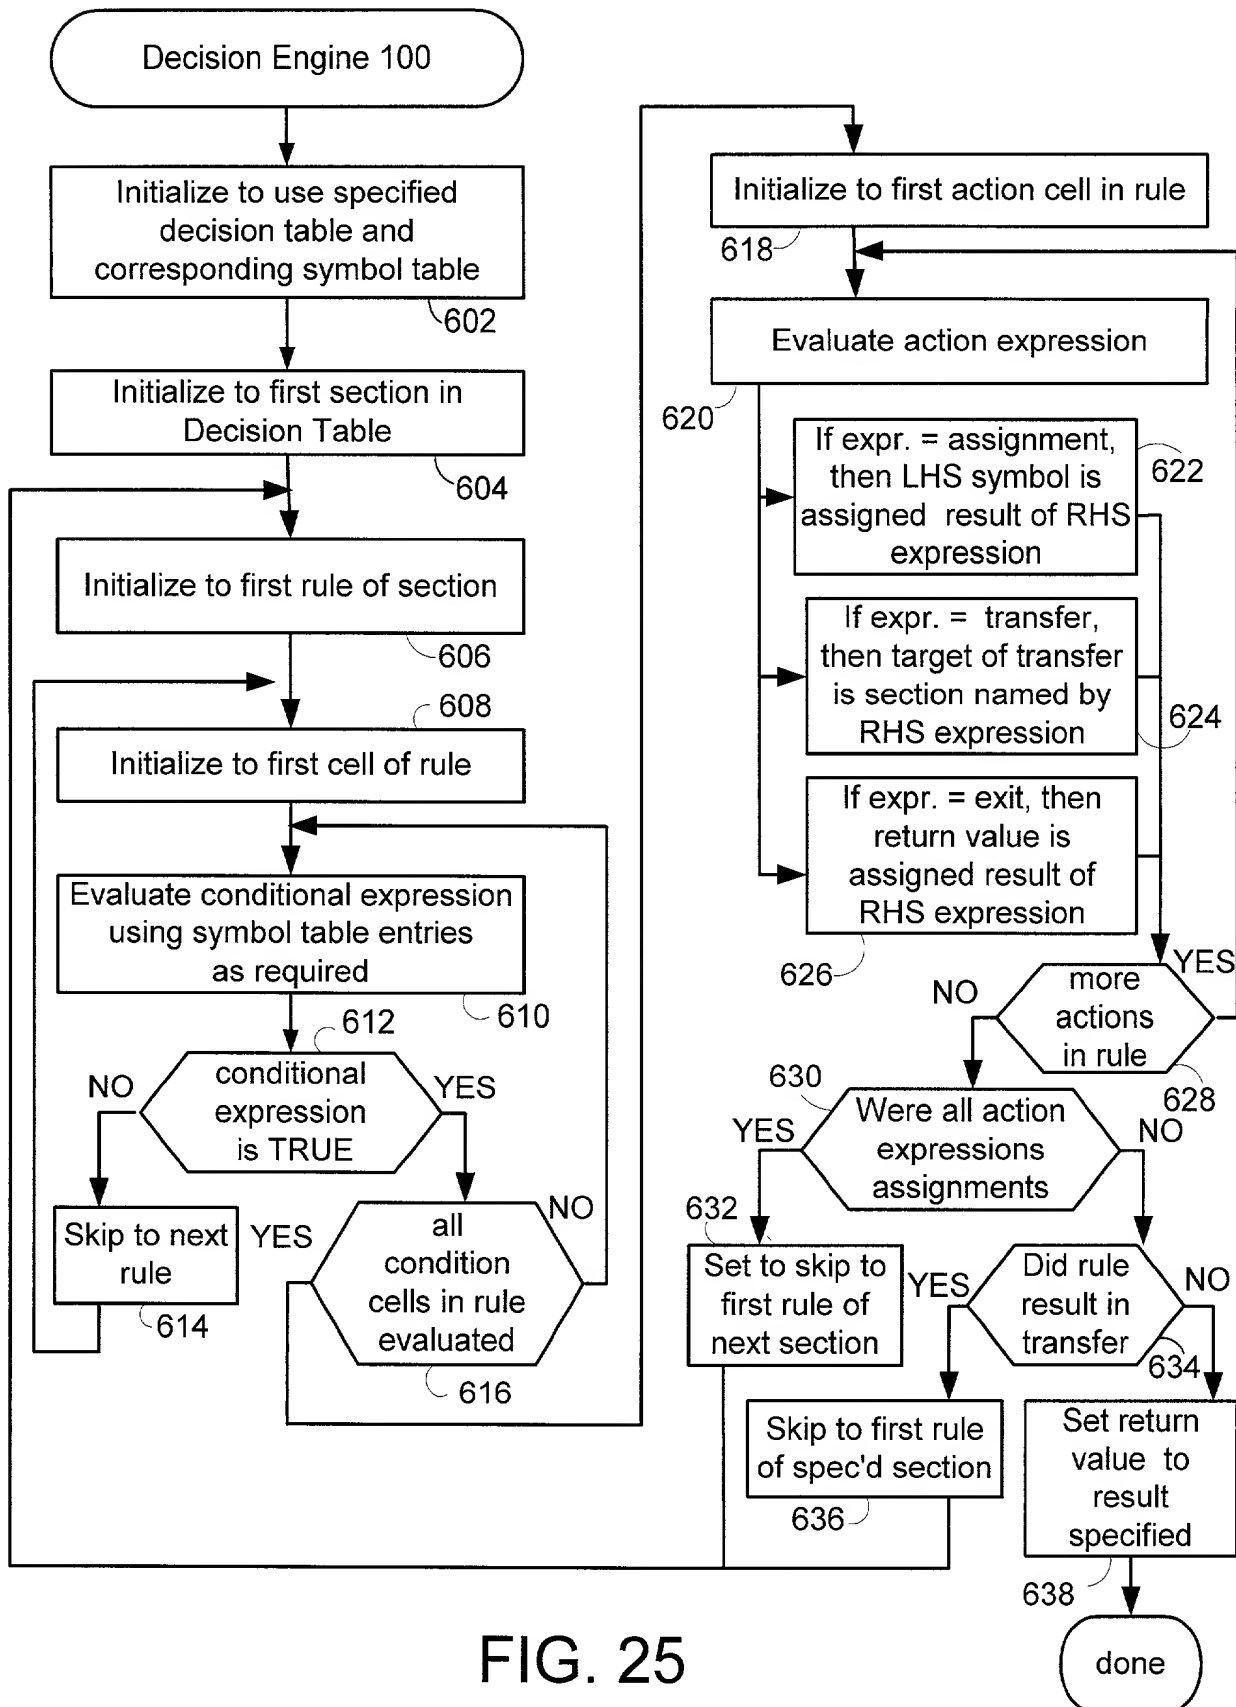 Decision Engine 100
Initialize to use specified
decision table and
corresponding symbol table
602
Initialize to first section in
Decision Table
604
Initialize to first rule of section
606
608
Initialize to first cell of rule
Evaluate conditional expression
using symbol table entries
as required
610
612
NO
conditional
expression
is TRUE
YES
Skip to next
rule
614
YES
all
condition
cells in rule
evaluated
NO
616
Initialize to first action cell in rule
618
Evaluate action expression
620
If expr. = assignment,
then LHS symbol is
assigned result of RHS
expression
622
If expr. = transfer,
then target of transfer
is section named by
RHS expression
624
If expr. = exit, then
return value is
assigned result of
RHS expression
626
YES
NO
more
actions
in rule
628
630
YES
Were all action
expressions
assignments
NO
632
Set to skip to
first rule of
next section
YES
Did rule
result in
transfer
NO
634
Skip to first rule
of spec'd section
636
Set return
value to
result
specified
638
done
FIG. 25